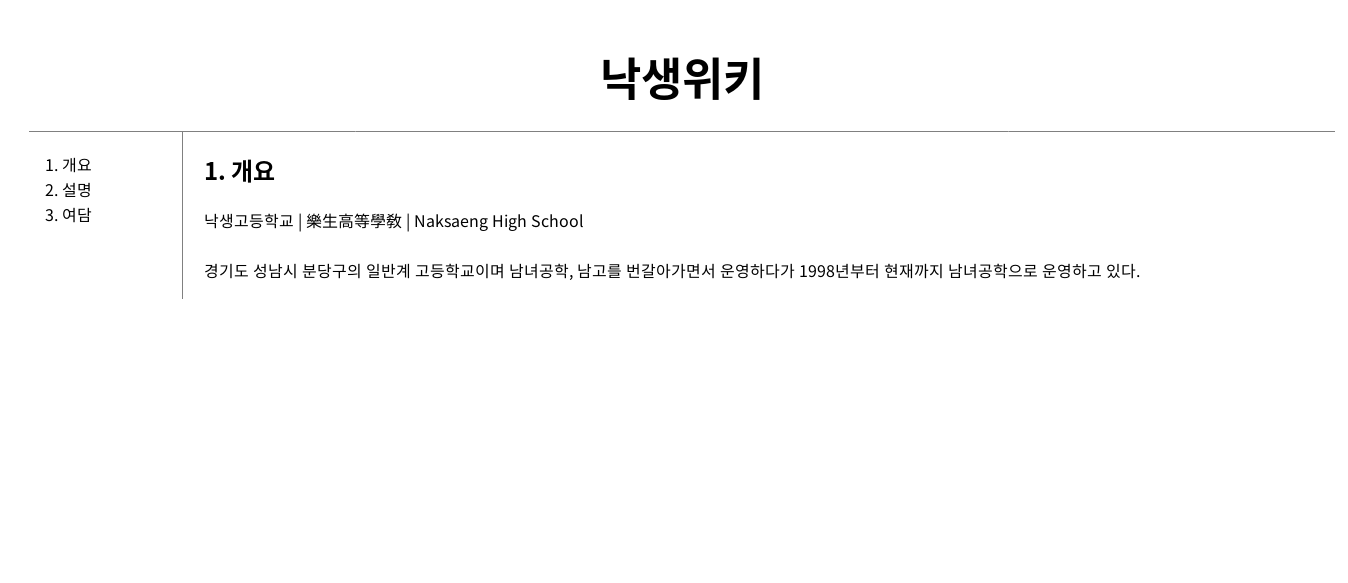 낙생위키
1. 개요
2. 설명
3. 여담
1. 개요
낙생고등학교 | 樂生高等學敎 | Naksaeng High School
경기도 성남시 분당구의 일반계 고등학교이며 남녀공학, 남고를 번갈아가면서 운영하다가 1998년부터 현재까지 남녀공학으로 운영하고 있다.